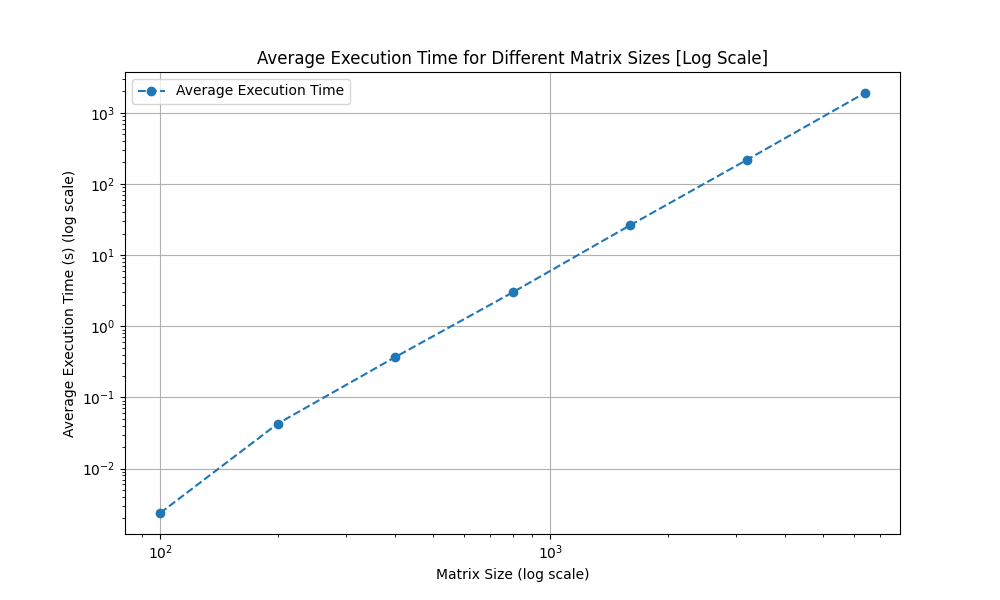 Average Execution Time for Different Matrix Sizes [Log Scale]
Average Execution Time
10³
10²
10¹
10⁰
10⁻¹
10⁻²
Average Execution Time (s) (log scale)
10² 10³
Matrix Size (log scale)